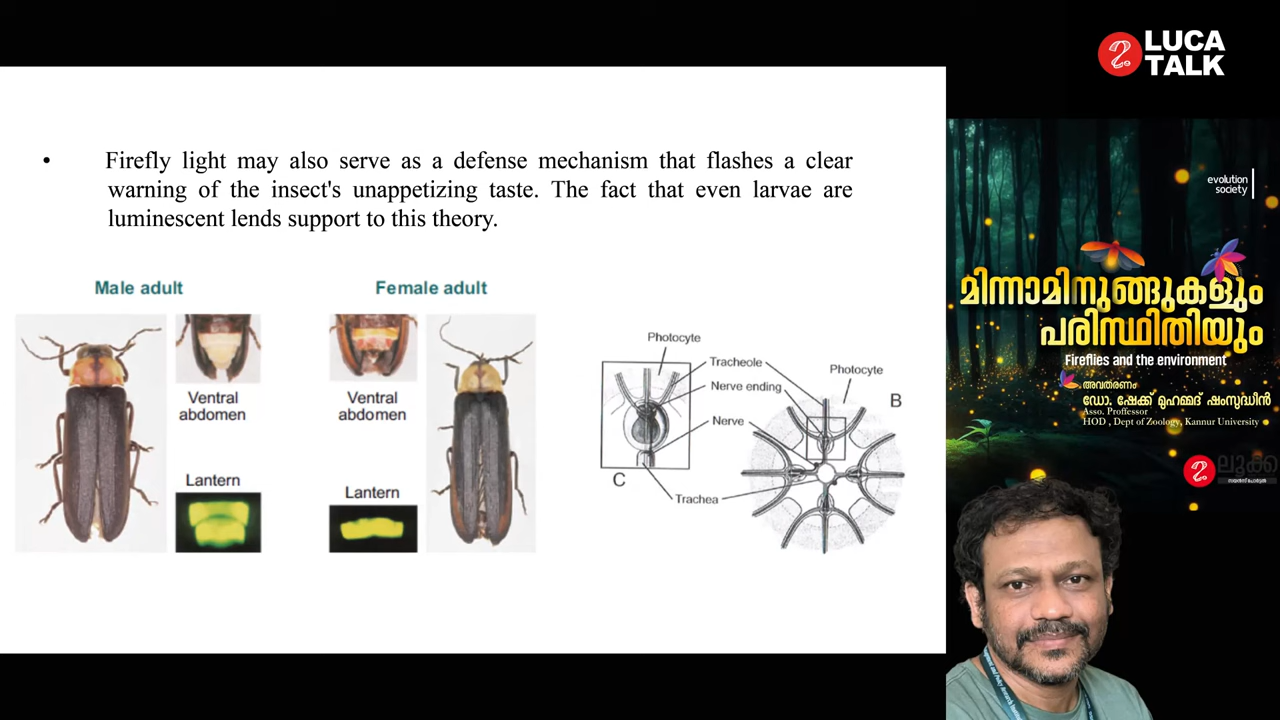 LUCA
TALK
• Firefly light may also serve as a defense mechanism that flashes a clear
warning of the insect's unappetizing taste. The fact that even larvae are
luminescent lends support to this theory.
Male adult
Female adult
Ventral
abdomen
Ventral
abdomen
Lantern
Lantern
Photocyte
Tracheole
Nerve ending
Photocyte
B
Nerve
C
Trachea
evolution
society
മിന്നാമിനുങ്ങുകളും
പരിസ്ഥിതിയും
Fireflies and the environment
അവതരണം
ഡോ. ഷേക്ക് മുഹമ്മദ് ഷംസുദ്ധീൻ
Asso. Proffessor
HOD , Dept of Zoology, Kannur University
ലൂക്ക